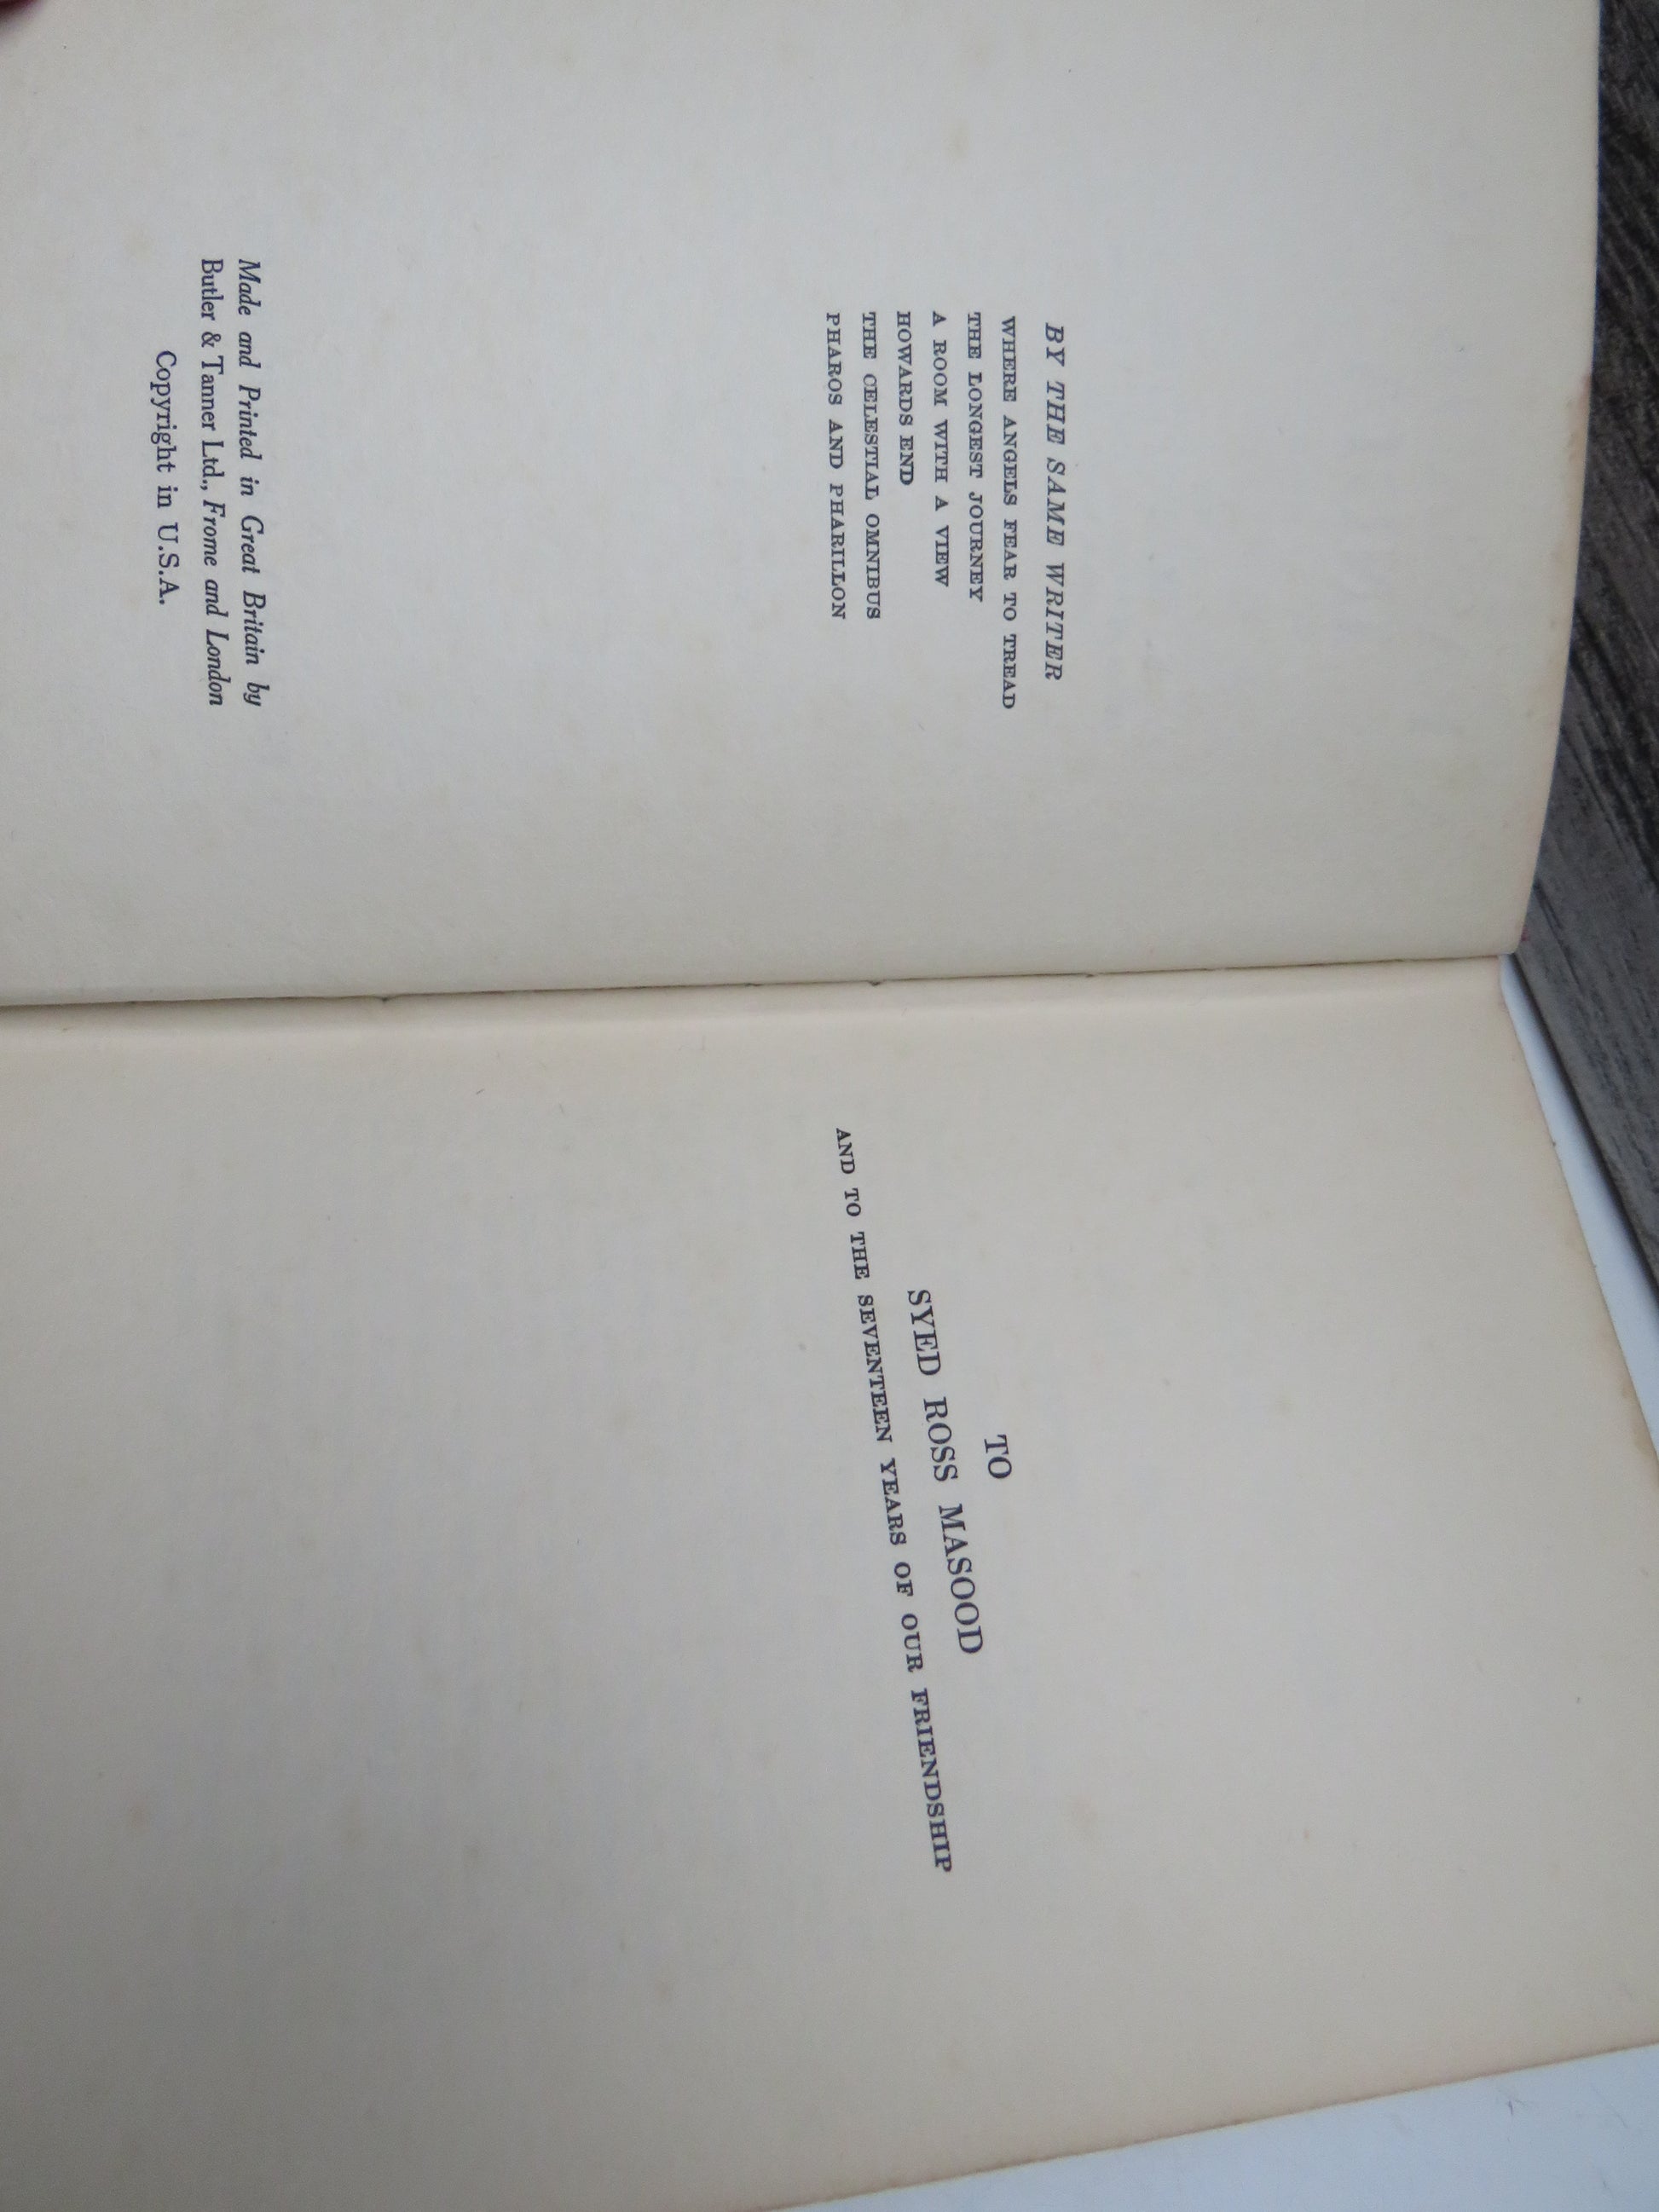 BY THE SAME WRITER
WHERE ANGELS FEAR TO TREAD
THE LONGEST JOURNEY
A ROOM WITH A VIEW
HOWARDS END
THE CELESTIAL OMNIBUS
PHAROS AND PHARILLON
Made and Printed in Great Britain by
Butler & Tanner Ltd., Frome and London
Copyright in U.S.A.
TO
SYED ROSS MASOOD
AND TO THE SEVENTEEN YEARS OF OUR FRIENDSHIP